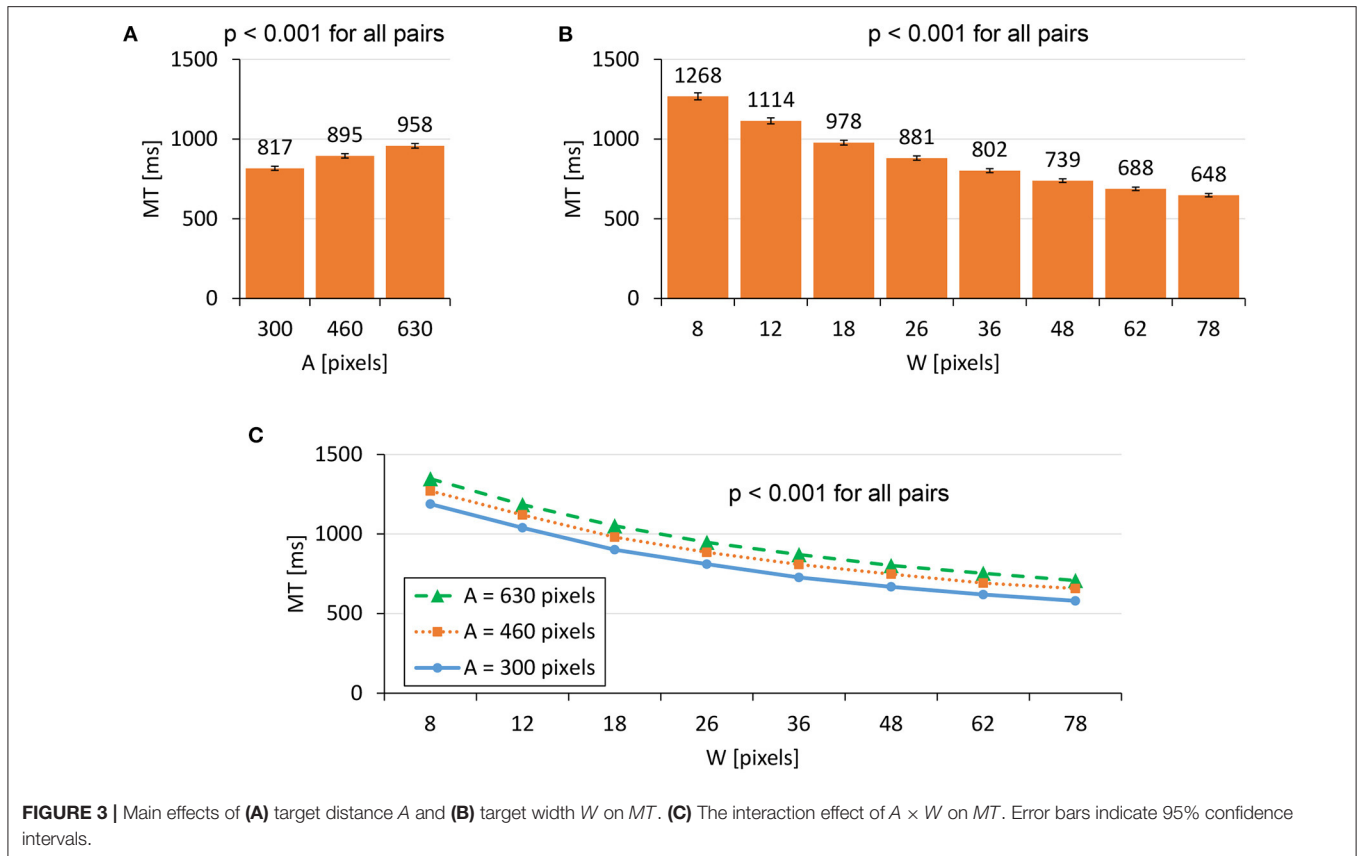 A
p < 0.001 for all pairs
1500
1000
500
0
MT [ms]
817
895
958
300 460 630
A [pixels]
B
p < 0.001 for all pairs
1500
1000
500
0
MT [ms]
1268
1114
978
881
802
739
688
648
8 12 18 26 36 48 62 78
W [pixels]
C
1500
1000
500
0
MT [ms]
p < 0.001 for all pairs
A = 630 pixels
A = 460 pixels
A = 300 pixels
8 12 18 26 36 48 62 78
W [pixels]
FIGURE 3 | Main effects of (A) target distance A and (B) target width W on MT. (C) The interaction effect of A × W on MT. Error bars indicate 95% confidence
intervals.